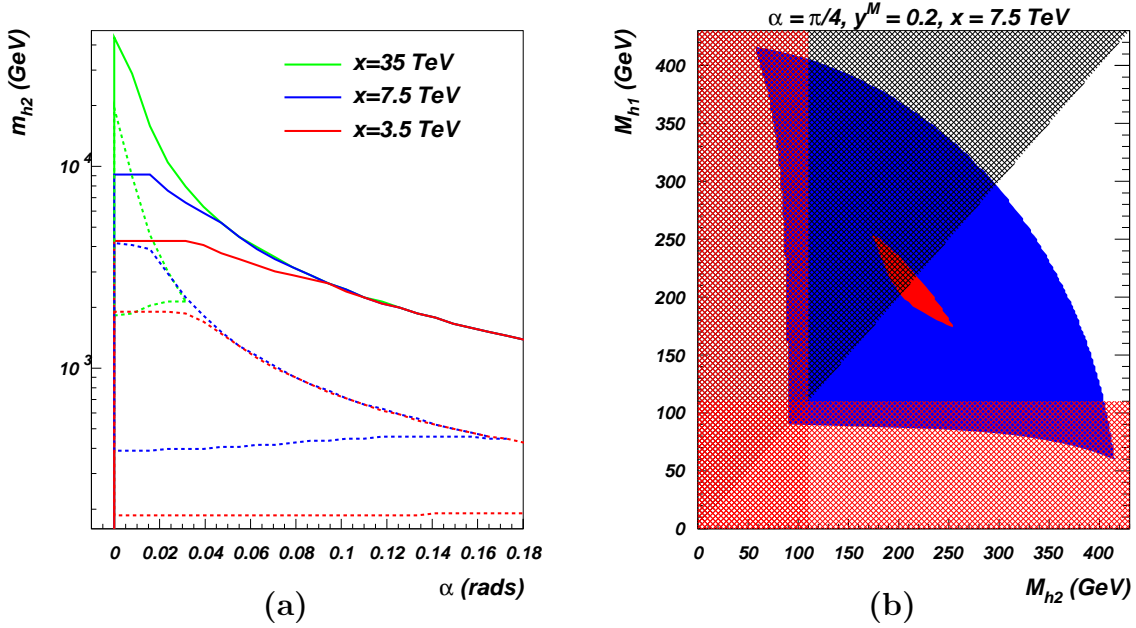 m_h2 (GeV)
10^4
10^3
x=35 TeV
x=7.5 TeV
x=3.5 TeV
0 0.02 0.04 0.06 0.08 0.1 0.12 0.14 0.16 0.18
α (rads)
(a)
α = π/4, y^M = 0.2, x = 7.5 TeV
M_h1 (GeV)
400
350
300
250
200
150
100
50
0
0 50 100 150 200 250 300 350 400
M_h2 (GeV)
(b)